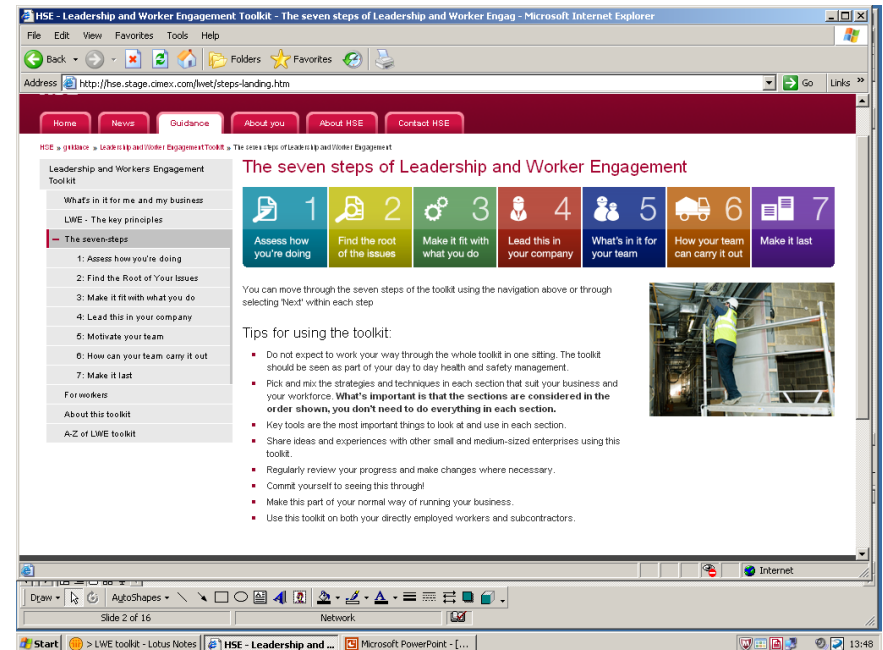 HSE - Leadership and Worker Engagement Toolkit - The seven steps of Leadership and Worker Engag - Microsoft Internet Explorer
File Edit View Favorites Tools Help
Back Folders Favorites
Address http://hse.stage.cimex.com/lwet/steps-landing.htm Go Links »
Home News Guidance About you About HSE Contact HSE
HSE » guidance » Leadership and Worker Engagement Toolkit » The seven steps of Leadership and Worker Engagement
Leadership and Workers Engagement
Toolkit
What's in it for me and my business
LWE - The key principles
The seven-steps
1: Assess how you're doing
2: Find the Root of Your Issues
3: Make it fit with what you do
4: Lead this in your company
5: Motivate your team
6: How can your team carry it out
7: Make it last
For workers
About this toolkit
A-Z of LWE toolkit
The seven steps of Leadership and Worker Engagement
1 2 3 4 5 6 7
Assess how Find the root Make it fit with Lead this in What's in it for How your team Make it last
you're doing of the issues what you do your company your team can carry it out
You can move through the seven steps of the toolkit using the navigation above or through
selecting 'Next' within each step
Tips for using the toolkit:
Do not expect to work your way through the whole toolkit in one sitting. The toolkit
should be seen as part of your day to day health and safety management.
Pick and mix the strategies and techniques in each section that suit your business and
your workforce. What's important is that the sections are considered in the
order shown, you don't need to do everything in each section.
Key tools are the most important things to look at and use in each section.
Share ideas and experiences with other small and medium-sized enterprises using this
toolkit.
Regularly review your progress and make changes where necessary.
Commit yourself to seeing this through!
Make this part of your normal way of running your business.
Use this toolkit on both your directly employed workers and subcontractors.
Internet
Draw AutoShapes
Slide 2 of 16 Network
Start > LWE toolkit - Lotus Notes HSE - Leadership and ... Microsoft PowerPoint - [... 13:48